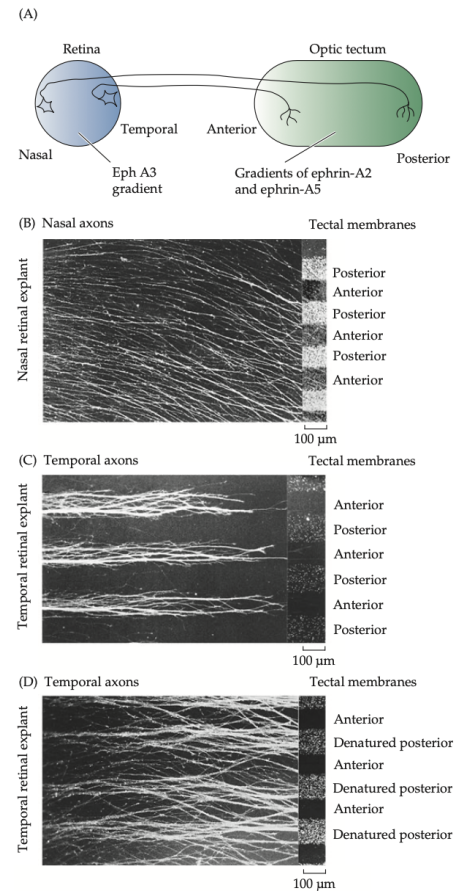 (A)
Retina
Optic tectum
Temporal
Anterior
Nasal
Posterior
Eph A3
gradient
Gradients of ephrin-A2
and ephrin-A5
(B) Nasal axons
Tectal membranes
Nasal retinal explant
Posterior
Anterior
Posterior
Anterior
Posterior
Anterior
100 µm
(C) Temporal axons
Tectal membranes
Temporal retinal explant
Anterior
Posterior
Anterior
Posterior
Anterior
Posterior
100 µm
(D) Temporal axons
Tectal membranes
Temporal retinal explant
Anterior
Denatured posterior
Anterior
Denatured posterior
Anterior
Denatured posterior
100 µm